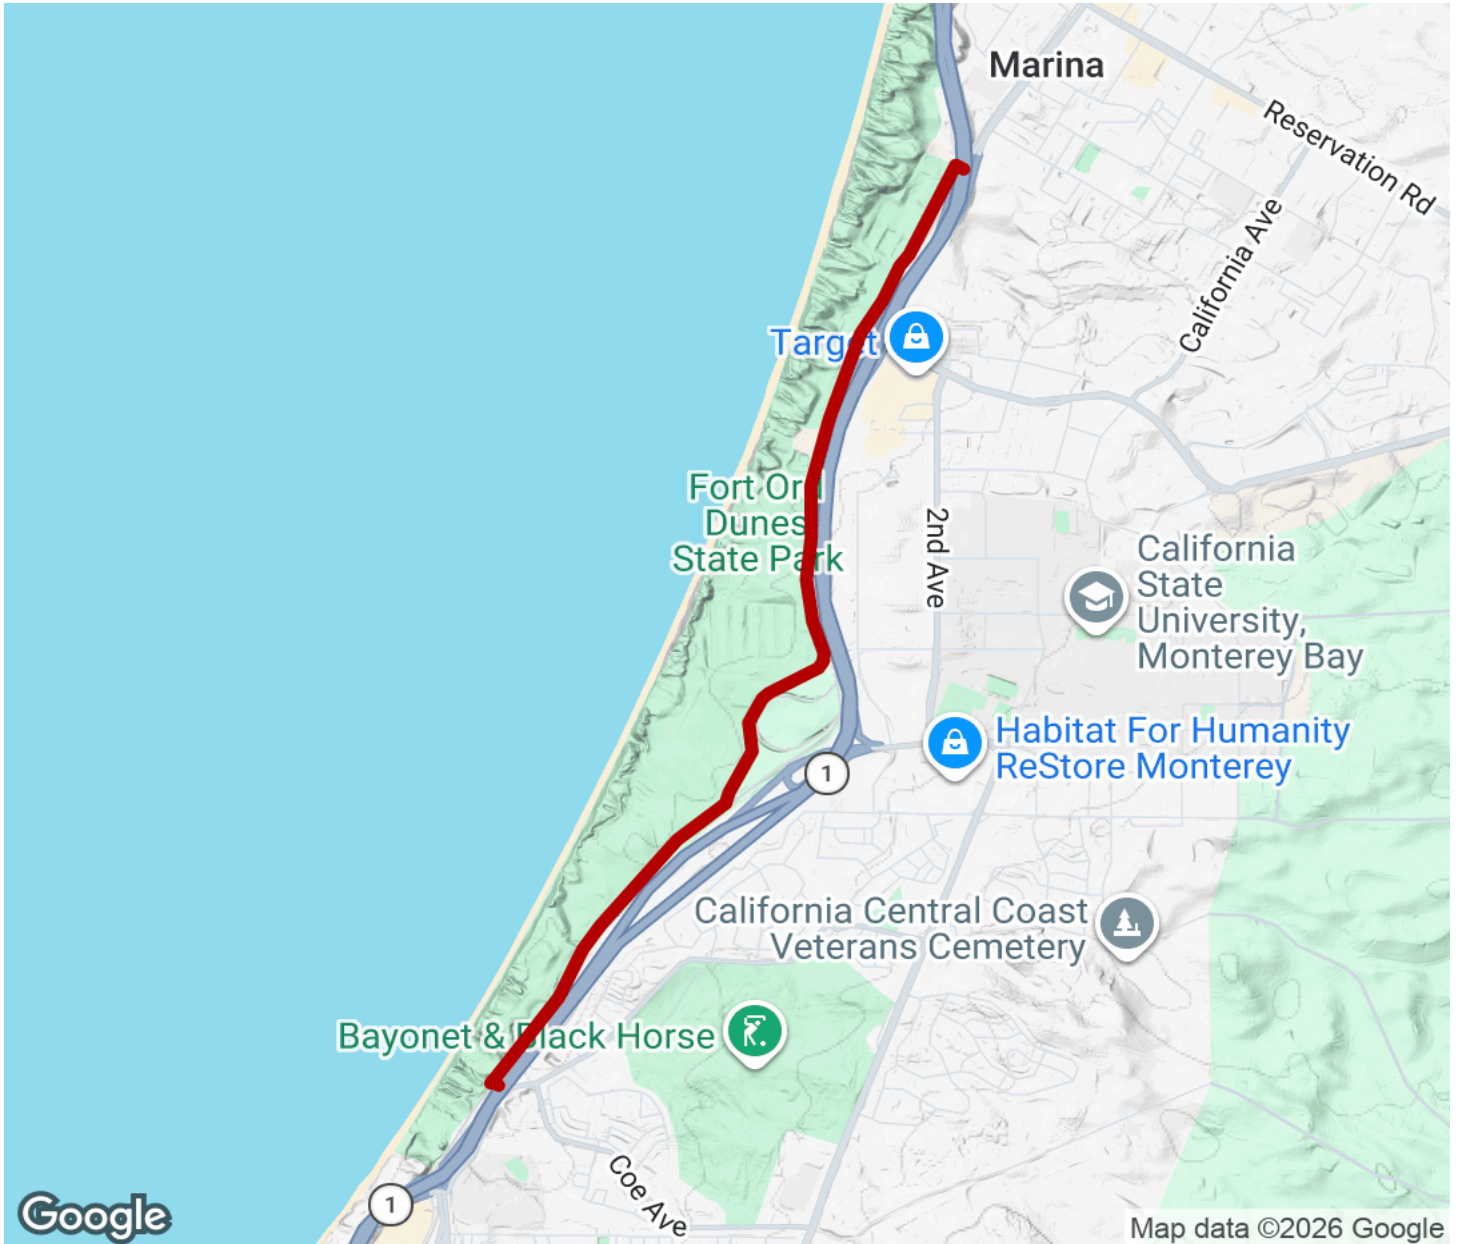 Marina
Reservation Rd
California Ave
Target
Fort Ord
Dunes
State Park
2nd Ave
California
State
University,
Monterey Bay
Habitat For Humanity
ReStore Monterey
1
California Central Coast
Veterans Cemetery
Bayonet & Black Horse
Coe Ave
1
Google
Map data ©2026 Google